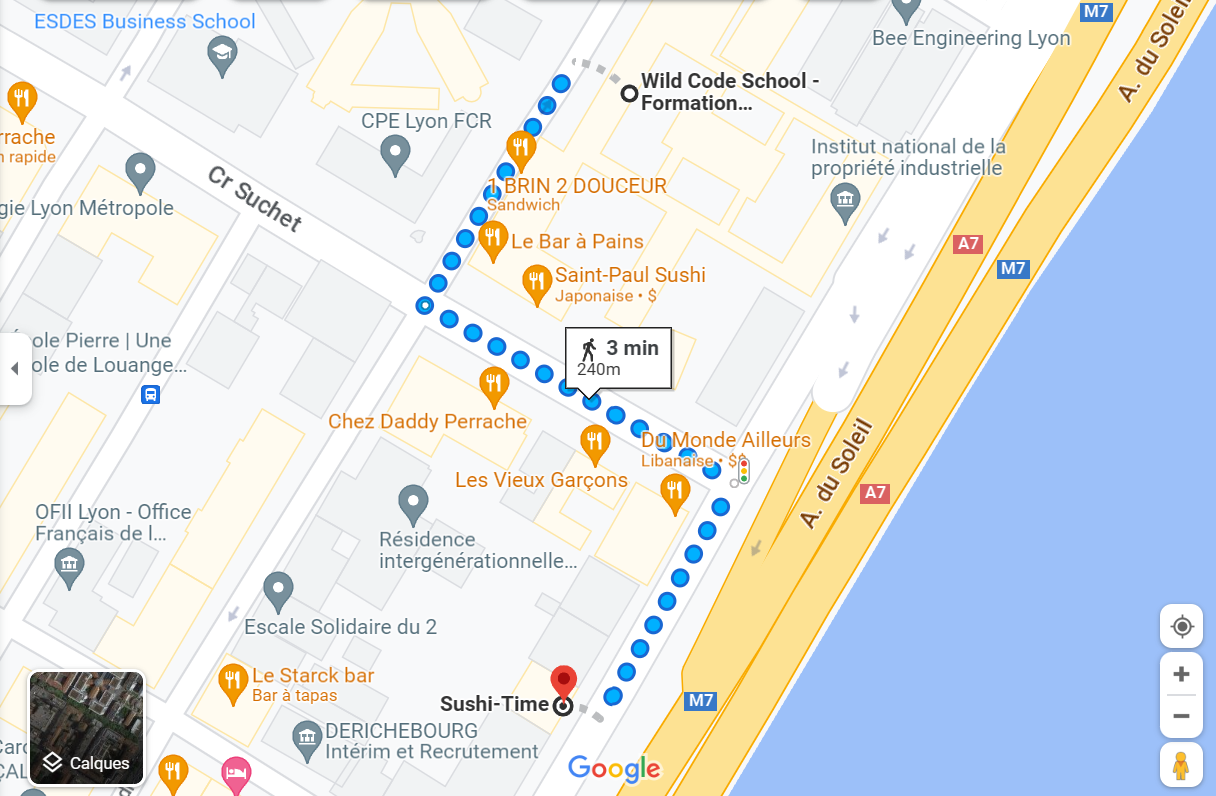 ESDES Business School
M7
A. du Soleil
Bee Engineering Lyon
Wild Code School -
Formation...
CPE Lyon FCR
rrache
n rapide
Institut national de la
propriété industrielle
1 BRIN 2 DOUCEUR
Sandwich
Cr Suchet
gie Lyon Métropole
Le Bar à Pains
A7
M7
Saint-Paul Sushi
Japonaise • $
ole Pierre | Une
ole de Louange...
3 min
240m
Chez Daddy Perrache
Du Monde Ailleurs
Libanaise • $$
Les Vieux Garçons
A. du Soleil
A7
OFII Lyon - Office
Français de l...
Résidence
intergénérationnelle...
Escale Solidaire du 2
Le Starck bar
Bar à tapas
Sushi-Time
M7
DERICHEBOURG
Intérim et Recrutement
Calques
Google